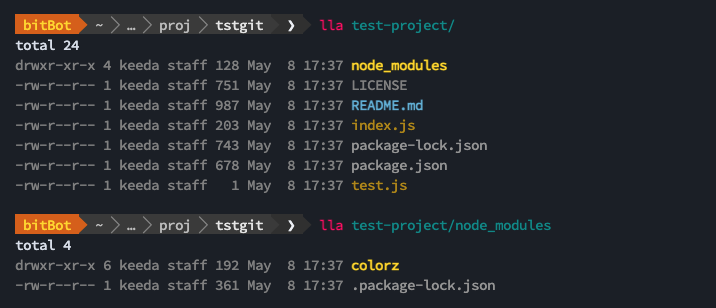 bitBot ~ … proj tstgit ❯ lla test-project/
total 24
drwxr-xr-x 4 keeda staff 128 May  8 17:37 node_modules
-rw-r--r-- 1 keeda staff 751 May  8 17:37 LICENSE
-rw-r--r-- 1 keeda staff 987 May  8 17:37 README.md
-rw-r--r-- 1 keeda staff 203 May  8 17:37 index.js
-rw-r--r-- 1 keeda staff 743 May  8 17:37 package-lock.json
-rw-r--r-- 1 keeda staff 678 May  8 17:37 package.json
-rw-r--r-- 1 keeda staff   1 May  8 17:37 test.js
bitBot ~ … proj tstgit ❯ lla test-project/node_modules
total 4
drwxr-xr-x 6 keeda staff 192 May  8 17:37 colorz
-rw-r--r-- 1 keeda staff 361 May  8 17:37 .package-lock.json